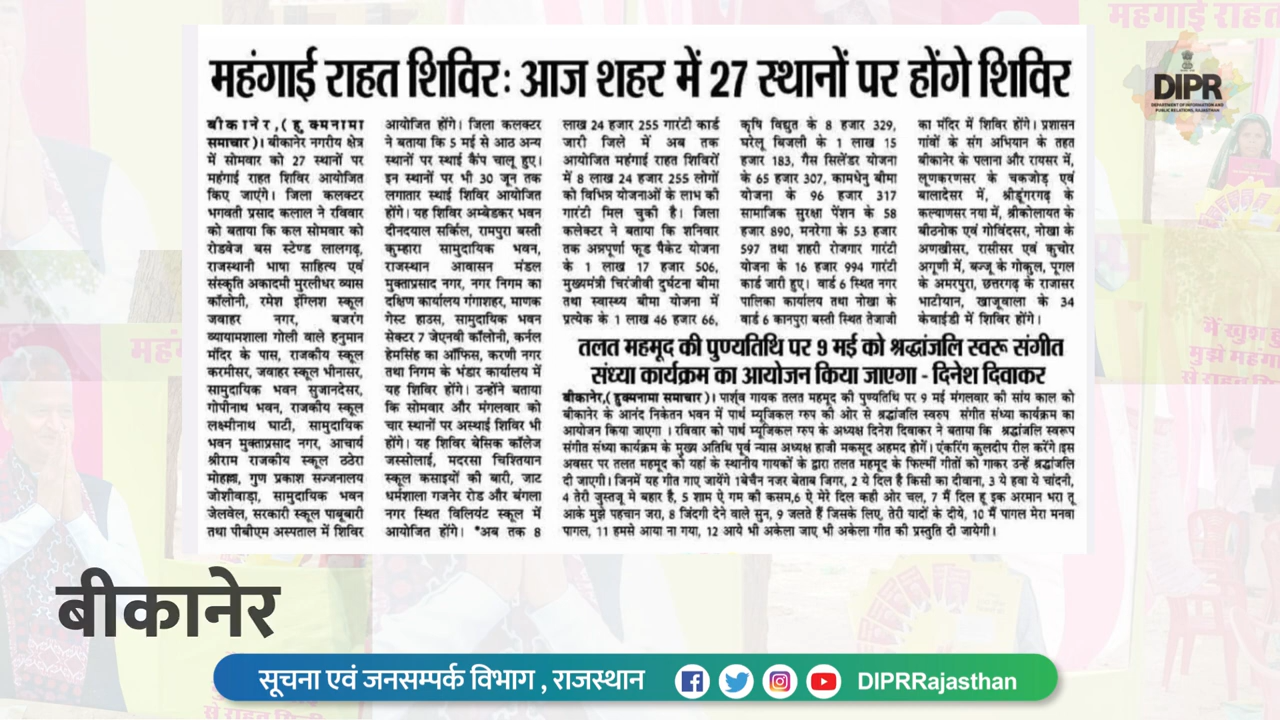 महंगाई राहत शिविर: आज शहर में 27 स्थानों पर होंगे शिविर
बीकानेर,(हुक्मनामा
समाचार)। बीकानेर नगरीय क्षेत्र
में सोमवार को 27 स्थानों पर
महंगाई राहत शिविर आयोजित
किए जाएंगे। जिला कलक्टर
भगवती प्रसाद कलाल ने रविवार
को बताया कि कल सोमवार को
रोडवेज बस स्टेण्ड लालगढ़,
राजस्थानी भाषा साहित्य एवं
संस्कृति अकादमी मुरलीधर व्यास
कॉलोनी, रमेश इंग्लिश स्कूल
जवाहर नगर, बजरंग
व्यायामशाला गोली वाले हनुमान
मंदिर के पास, राजकीय स्कूल
करमीसर, जवाहर स्कूल भीनासर,
सामुदायिक भवन सुजानदेसर,
गोपीनाथ भवन, राजकीय स्कूल
लक्ष्मीनाथ घाटी, सामुदायिक
भवन मुक्ताप्रसाद नगर, आचार्य
श्रीराम राजकीय स्कूल ठठेरा
मोहल्ला, गुण प्रकाश सज्जनालय
जोशीवाड़ा, सामुदायिक भवन
जेलवेल, सरकारी स्कूल पाबूबारी
तथा पीबीएम अस्पताल में शिविर
आयोजित होंगे। जिला कलक्टर
ने बताया कि 5 मई से आठ अन्य
स्थानों पर स्थाई कैंप चालू हुए।
इन स्थानों पर भी 30 जून तक
लगातार स्थाई शिविर आयोजित
होंगे। यह शिविर अम्बेडकर भवन
दीनदयाल सर्किल, रामपुरा बस्ती
कुम्हारा सामुदायिक भवन,
राजस्थान आवासन मंडल
मुक्ताप्रसाद नगर, नगर निगम का
दक्षिण कार्यालय गंगाशहर, माणक
गेस्ट हाउस, सामुदायिक भवन
सेक्टर 7 जेएनवी कॉलोनी, कर्नल
हेमसिंह का ऑफिस, करणी नगर
तथा निगम के भंडार कार्यालय में
यह शिविर होंगे। उन्होंने बताया
कि सोमवार और मंगलवार को
चार स्थानों पर अस्थाई शिविर भी
होंगे। यह शिविर बेसिक कॉलेज
जस्सोलाई, मदरसा चिश्तियान
स्कूल कसाइयों की बारी, जाट
धर्मशाला गजनेर रोड और बंगला
नगर स्थित विलियंट स्कूल में
आयोजित होंगे। *अब तक 8
लाख 24 हजार 255 गारंटी कार्ड
जारी जिले में अब तक
आयोजित महंगाई राहत शिविरों
में 8 लाख 24 हजार 255 लोगों
को विभिन्न योजनाओं के लाभ की
गारंटी मिल चुकी है। जिला
कलेक्टर ने बताया कि शनिवार
तक अन्नपूर्णा फूड पैकेट योजना
के 1 लाख 17 हजार 506,
मुख्यमंत्री चिरंजीवी दुर्घटना बीमा
तथा स्वास्थ्य बीमा योजना में
प्रत्येक के 1 लाख 46 हजार 66,
कृषि विद्युत के 8 हजार 329,
घरेलू बिजली के 1 लाख 15
हजार 183, गैस सिलेंडर योजना
के 65 हजार 307, कामधेनु बीमा
योजना के 96 हजार 317
सामाजिक सुरक्षा पेंशन के 58
हजार 890, मनरेगा के 53 हजार
597 तथा शहरी रोजगार गारंटी
योजना के 16 हजार 994 गारंटी
कार्ड जारी हुए। वार्ड 6 स्थित नगर
पालिका कार्यालय तथा नोखा के
वार्ड 6 कानपुरा बस्ती स्थित तेजाजी
का मंदिर में शिविर होंगे। प्रशासन
गांवों के संग अभियान के तहत
बीकानेर के पलाना और रायसर में,
लूणकरणसर के चकजोड़ एवं
बालादेसर में, श्रीडूंगरगढ़ के
कल्याणसर नया में, श्रीकोलायत के
बीठनोक एवं गोविंदसर, नोखा के
अणखीसर, रासीसर एवं कुचोर
अगूणी में, बज्जू के गोकुल, पूगल
के अमरपुरा, छत्तरगढ़ के राजासर
भाटीयान, खाजूवाला के 34
केवाईडी में शिविर होंगे।
तलत महमूद की पुण्यतिथि पर 9 मई को श्रद्धांजलि स्वरू संगीत
संध्या कार्यक्रम का आयोजन किया जाएगा - दिनेश दिवाकर
बीकानेर,(हुक्मनामा समाचार)। पार्श्व गायक तलत महमूद की पुण्यतिथि पर 9 मई मंगलवार की सांय काल को
बीकानेर के आनंद निकेतन भवन में पार्थ म्यूजिकल ग्रुप की ओर से श्रद्धांजलि स्वरुप संगीत संध्या कार्यक्रम का
आयोजन किया जाएगा । रविवार को पार्थ म्यूजिकल ग्रुप के अध्यक्ष दिनेश दिवाकर ने बताया कि श्रद्धांजलि स्वरूप
संगीत संध्या कार्यक्रम के मुख्य अतिथि पूर्व न्यास अध्यक्ष हाजी मकसूद अहमद होगें। एंकरिंग कुलदीप रील करेंगे।इस
अवसर पर तलत महमूद को यहां के स्थानीय गायकों के द्वारा तलत महमूद के फिल्मीं गीतों को गाकर उन्हें श्रद्धांजलि
दी जाएगी। जिनमें यह गीत गाए जायेंगे 1बेचैन नजर बेताब जिगर, 2 ये दिल है किसी का दीवाना, 3 ये हवा ये चांदनी,
4 तेरी जुस्तजू मे बहार है, 5 शाम ऐ गम की कसम,6 ऐ मेरे दिल कही ओर चल, 7 मैं दिल हू इक अरमान भरा तू
आके मुझे पहचान जरा, 8 जिंदगी देने वाले सुन, 9 जलते हैं जिसके लिए, तेरी यादों के दीये, 10 मैं पागल मेरा मनवा
पागल, 11 हमसे आया ना गया, 12 आये भी अकेला जाए भी अकेला गीत की प्रस्तुति दी जायेगी।
DIPR
DEPARTMENT OF INFORMATION AND
PUBLIC RELATIONS, RAJASTHAN
बीकानेर
सूचना एवं जनसम्पर्क विभाग , राजस्थान
DIPRRajasthan